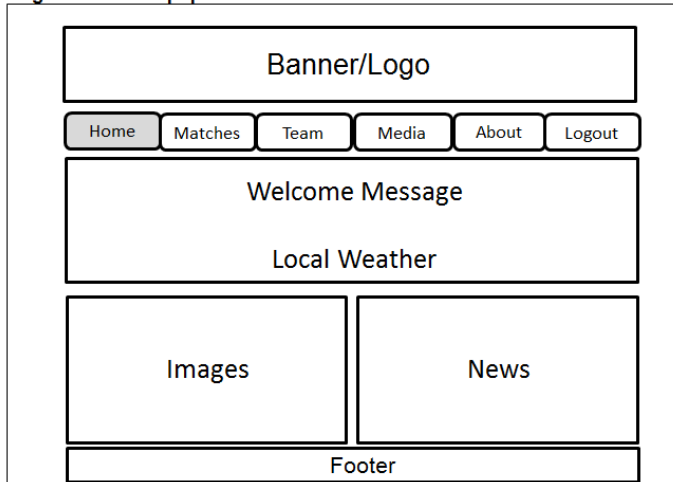 Banner/Logo
Home Matches Team Media About Logout
Welcome Message
Local Weather
Images News
Footer